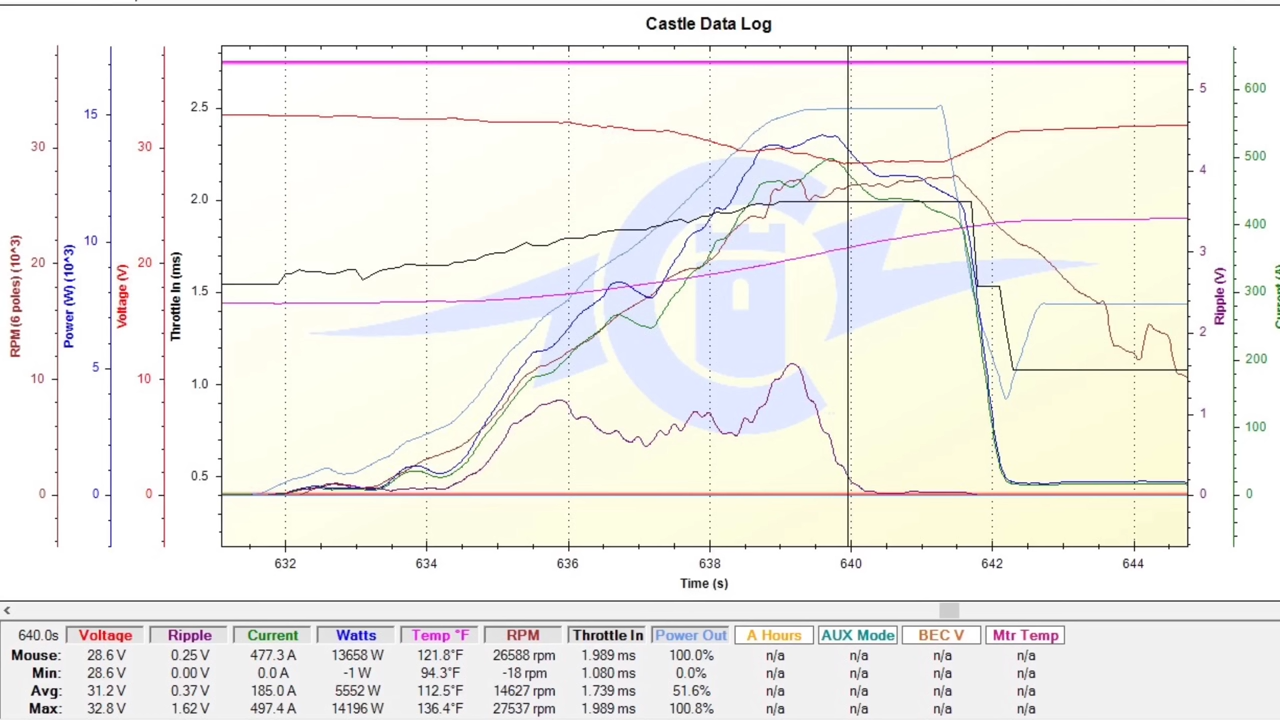 Castle Data Log
RPM(6 poles) (10^3)
30
20
10
0
Power (W) (10^3)
15
10
5
0
Voltage (V)
30
20
10
0
Throttle In (ms)
2.5
2.0
1.5
1.0
0.5
Ripple (V)
5
4
3
2
1
0
600
500
400
300
200
100
0
632 634 636 638 640 642 644
Time (s)
<
640.0s Voltage Ripple Current Watts Temp °F RPM Throttle In Power Out A Hours AUX Mode BEC V Mtr Temp
Mouse: 28.6 V 0.25 V 477.3 A 13658 W 121.8°F 26588 rpm 1.989 ms 100.0% n/a n/a n/a n/a
Min: 28.6 V 0.00 V 0.0 A -1 W 94.3°F -18 rpm 1.080 ms 0.0% n/a n/a n/a n/a
Avg: 31.2 V 0.37 V 185.0 A 5552 W 112.5°F 14627 rpm 1.739 ms 51.6% n/a n/a n/a n/a
Max: 32.8 V 1.62 V 497.4 A 14196 W 136.4°F 27537 rpm 1.989 ms 100.8% n/a n/a n/a n/a